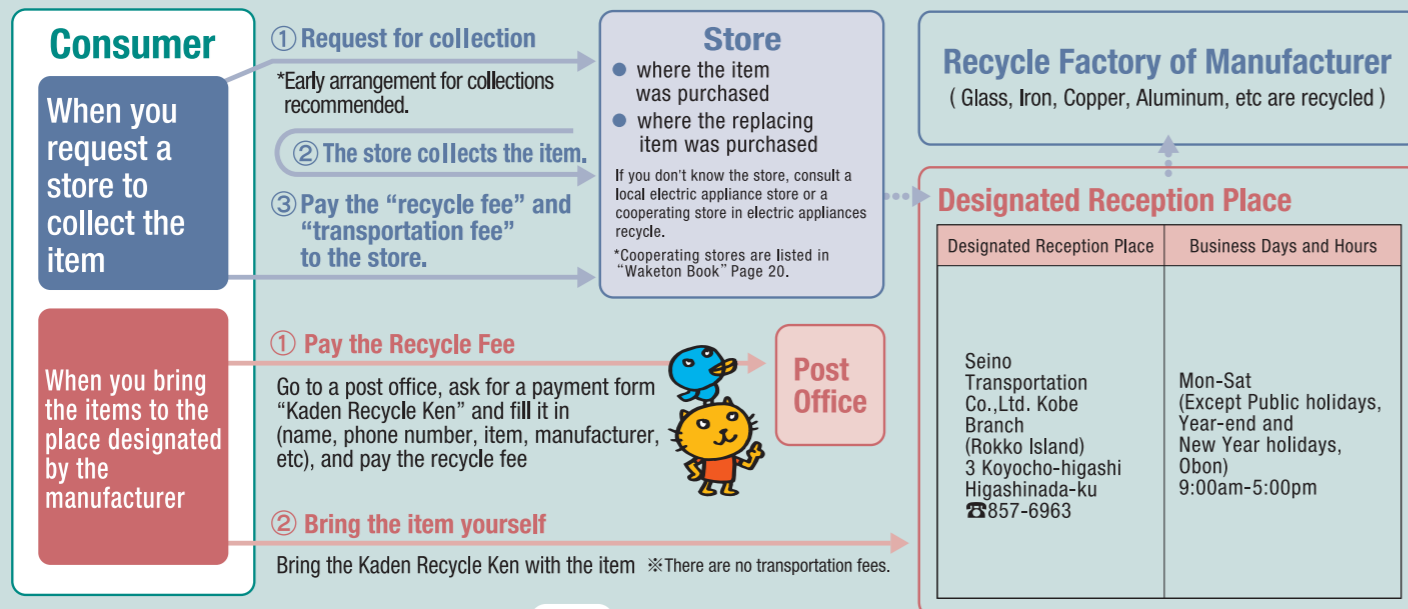 Consumer
When you
request a
store to
collect the
item
① Request for collection
*Early arrangement for collections
recommended.
② The store collects the item.
③ Pay the “recycle fee” and
“transportation fee”
to the store.
Store
● where the item
was purchased
● where the replacing
item was purchased
If you don't know the store, consult a
local electric appliance store or a
cooperating store in electric appliances
recycle.
*Cooperating stores are listed in
“Waketon Book” Page 20.
Recycle Factory of Manufacturer
( Glass, Iron, Copper, Aluminum, etc are recycled )
When you bring
the items to the
place designated
by the
manufacturer
① Pay the Recycle Fee
Go to a post office, ask for a payment form
“Kaden Recycle Ken” and fill it in
(name, phone number, item, manufacturer,
etc), and pay the recycle fee
Post
Office
② Bring the item yourself
Bring the Kaden Recycle Ken with the item ※There are no transportation fees.
Designated Reception Place
Designated Reception Place
Business Days and Hours
Seino
Transportation
Co.,Ltd. Kobe
Branch
(Rokko Island)
3 Koyocho-higashi
Higashinada-ku
☎857-6963
Mon-Sat
(Except Public holidays,
Year-end and
New Year holidays,
Obon)
9:00am-5:00pm